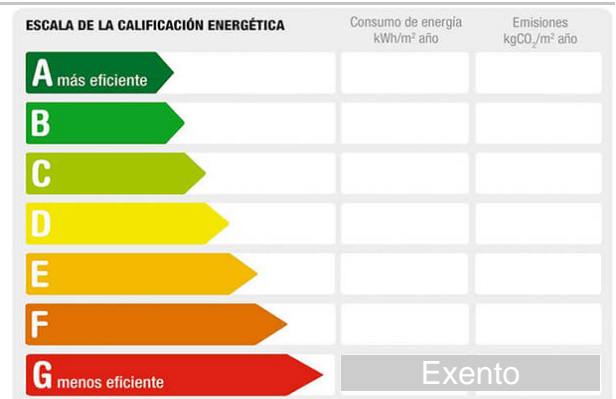 ESCALA DE LA CALIFICACIÓN ENERGÉTICA
Consumo de energía
kWh/m² año
Emisiones
kgCO₂/m² año
A más eficiente
B
C
D
E
F
G menos eficiente
Exento